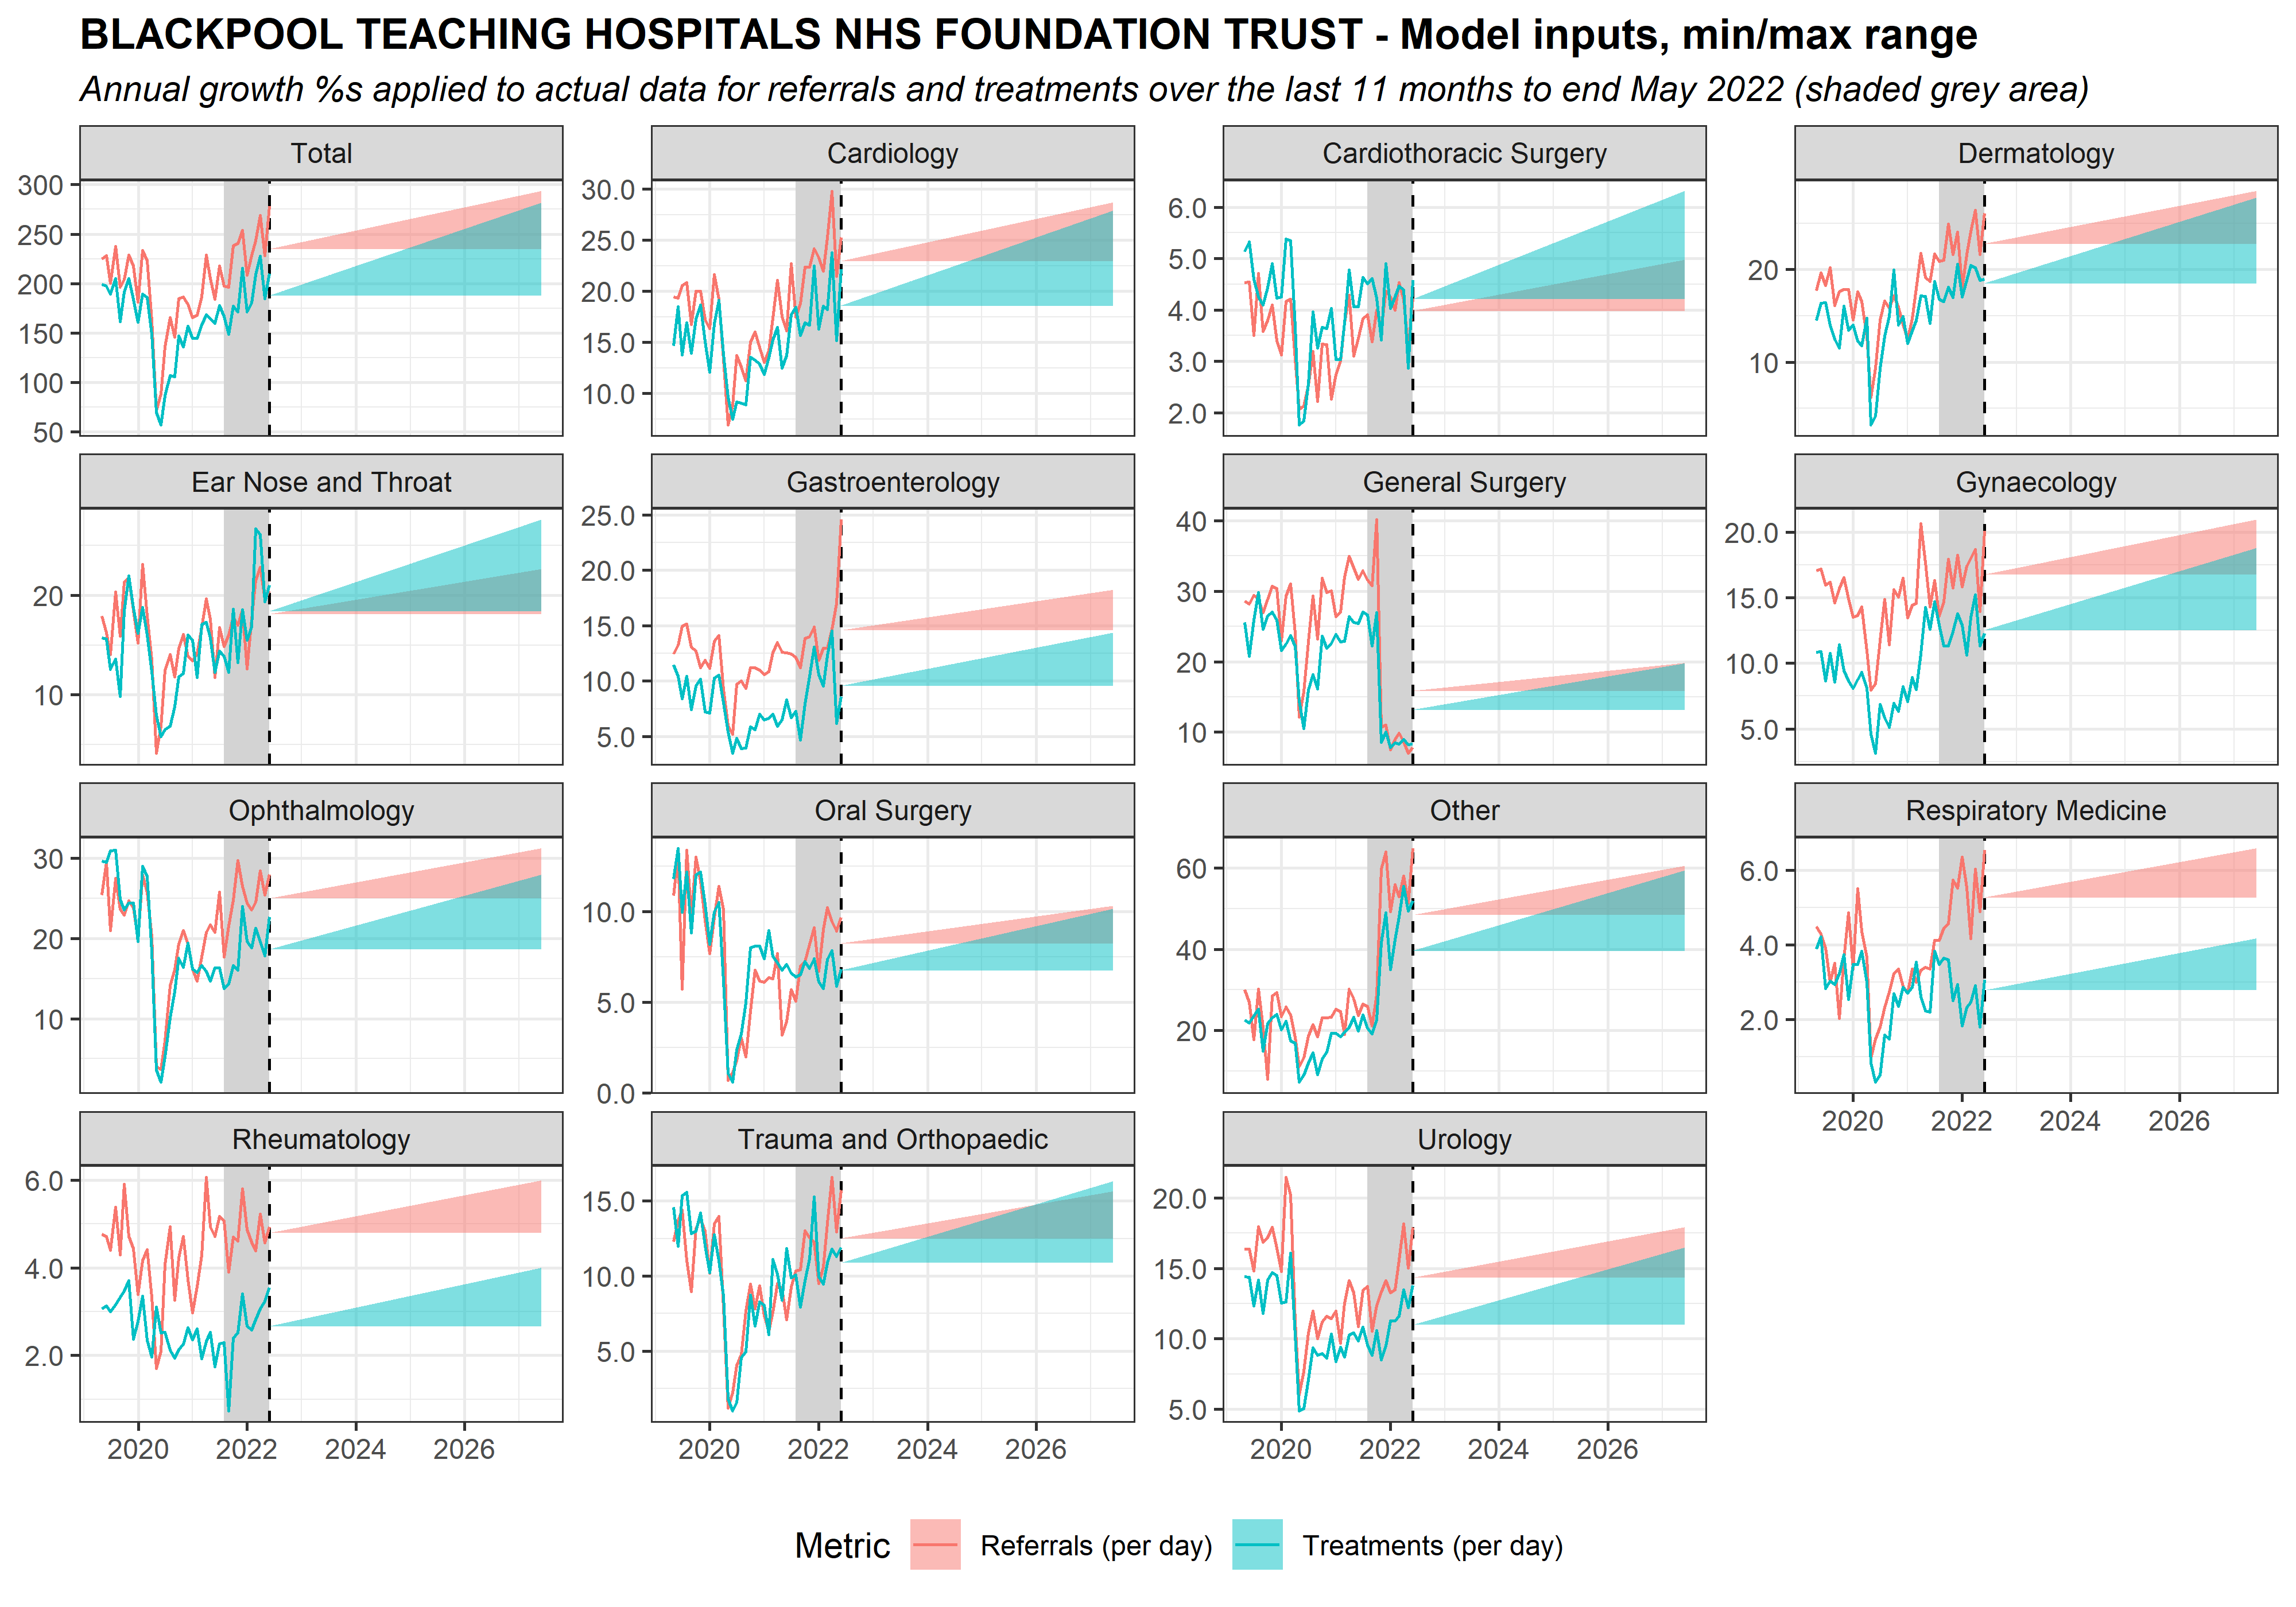 BLACKPOOL TEACHING HOSPITALS NHS FOUNDATION TRUST - Model inputs, min/max range
Annual growth %s applied to actual data for referrals and treatments over the last 11 months to end May 2022 (shaded grey area)
Total
300
250
200
150
100
50
Cardiology
30.0
25.0
20.0
15.0
10.0
Cardiothoracic Surgery
6.0
5.0
4.0
3.0
2.0
Dermatology
20
10
Ear Nose and Throat
20
10
Gastroenterology
25.0
20.0
15.0
10.0
5.0
General Surgery
40
30
20
10
Gynaecology
20.0
15.0
10.0
5.0
Ophthalmology
30
20
10
Oral Surgery
10.0
5.0
0.0
Other
60
40
20
Respiratory Medicine
6.0
4.0
2.0
2020 2022 2024 2026
Rheumatology
6.0
4.0
2.0
2020 2022 2024 2026
Trauma and Orthopaedic
15.0
10.0
5.0
2020 2022 2024 2026
Urology
20.0
15.0
10.0
5.0
2020 2022 2024 2026
Metric Referrals (per day) Treatments (per day)